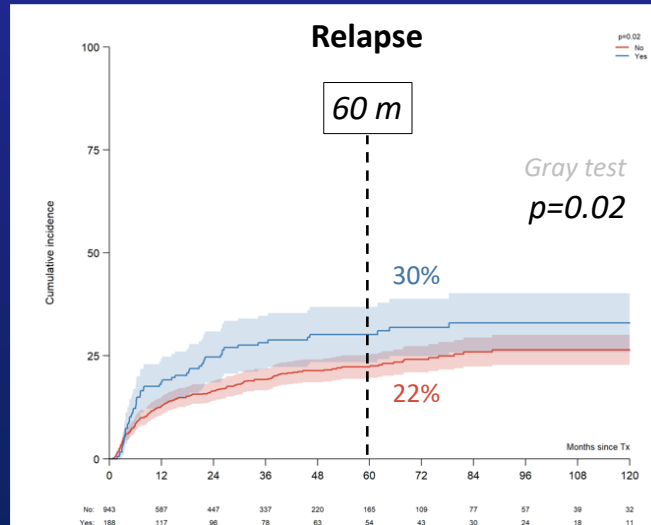 Relapse
p=0.02
No
Yes
60 m
Gray test
p=0.02
Cumulative incidence
100
75
50
25
0
30%
22%
Months since Tx
0 12 24 36 48 60 72 84 96 108 120
No: 943 587 447 337 220 165 109 77 57 39 32
Yes: 188 117 96 78 63 54 43 30 24 18 11